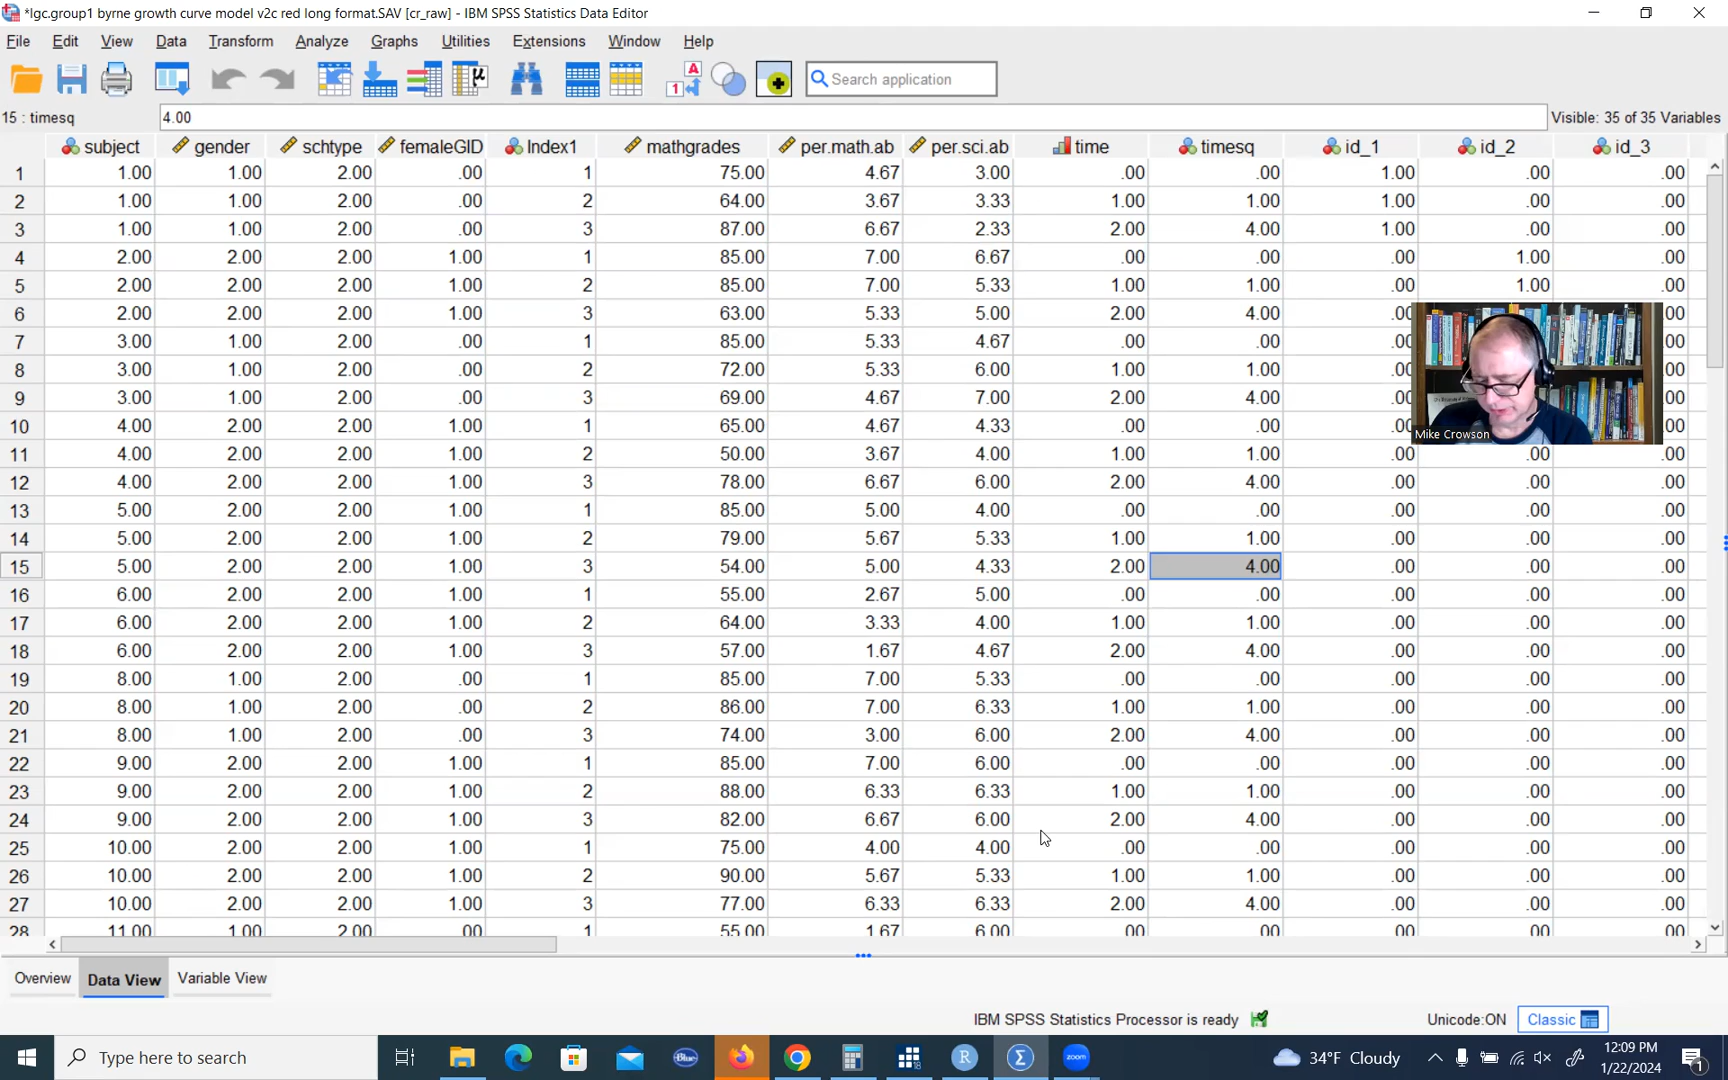 *lgc.group1 byrne growth curve model v2c red long format.SAV [cr_raw] - IBM SPSS Statistics Data Editor
File Edit View Data Transform Analyze Graphs Utilities Extensions Window Help
Search application
15 : timesq 4.00 Visible: 35 of 35 Variables
subject gender schtype femaleGID Index1 mathgrades per.math.ab per.sci.ab time timesq id_1 id_2 id_3
1 1.00 1.00 2.00 .00 1 75.00 4.67 3.00 .00 .00 1.00 .00 .00
2 1.00 1.00 2.00 .00 2 64.00 3.67 3.33 1.00 1.00 1.00 .00 .00
3 1.00 1.00 2.00 .00 3 87.00 6.67 2.33 2.00 4.00 1.00 .00 .00
4 2.00 2.00 2.00 1.00 1 85.00 7.00 6.67 .00 .00 .00 1.00 .00
5 2.00 2.00 2.00 1.00 2 85.00 7.00 5.33 1.00 1.00 .00 1.00 .00
6 2.00 2.00 2.00 1.00 3 63.00 5.33 5.00 2.00 4.00 .00 00
7 3.00 1.00 2.00 .00 1 85.00 5.33 4.67 .00 .00 .00 00
8 3.00 1.00 2.00 .00 2 72.00 5.33 6.00 1.00 1.00 .00 00
9 3.00 1.00 2.00 .00 3 69.00 4.67 7.00 2.00 4.00 .00 00
10 4.00 2.00 2.00 1.00 1 65.00 4.67 4.33 .00 .00 .00 00
Mike Crowson
11 4.00 2.00 2.00 1.00 2 50.00 3.67 4.00 1.00 1.00 .00 .00 .00
12 4.00 2.00 2.00 1.00 3 78.00 6.67 6.00 2.00 4.00 .00 .00 .00
13 5.00 2.00 2.00 1.00 1 85.00 5.00 4.00 .00 .00 .00 .00 .00
14 5.00 2.00 2.00 1.00 2 79.00 5.67 5.33 1.00 1.00 .00 .00 .00
15 5.00 2.00 2.00 1.00 3 54.00 5.00 4.33 2.00 4.00 .00 .00 .00
16 6.00 2.00 2.00 1.00 1 55.00 2.67 5.00 .00 .00 .00 .00 .00
17 6.00 2.00 2.00 1.00 2 64.00 3.33 4.00 1.00 1.00 .00 .00 .00
18 6.00 2.00 2.00 1.00 3 57.00 1.67 4.67 2.00 4.00 .00 .00 .00
19 8.00 1.00 2.00 .00 1 85.00 7.00 5.33 .00 .00 .00 .00 .00
20 8.00 1.00 2.00 .00 2 86.00 7.00 6.33 1.00 1.00 .00 .00 .00
21 8.00 1.00 2.00 .00 3 74.00 3.00 6.00 2.00 4.00 .00 .00 .00
22 9.00 2.00 2.00 1.00 1 85.00 7.00 6.00 .00 .00 .00 .00 .00
23 9.00 2.00 2.00 1.00 2 88.00 6.33 6.33 1.00 1.00 .00 .00 .00
24 9.00 2.00 2.00 1.00 3 82.00 6.67 6.00 2.00 4.00 .00 .00 .00
25 10.00 2.00 2.00 1.00 1 75.00 4.00 4.00 .00 .00 .00 .00 .00
26 10.00 2.00 2.00 1.00 2 90.00 5.67 5.33 1.00 1.00 .00 .00 .00
27 10.00 2.00 2.00 1.00 3 77.00 6.33 6.33 2.00 4.00 .00 .00 .00
28 11.00 1.00 2.00 .00 1 55.00 1.67 6.00 .00 .00 .00 .00 .00
Overview Data View Variable View
IBM SPSS Statistics Processor is ready Unicode:ON Classic
Type here to search Blue R Σ zoom 34°F Cloudy 12:09 PM
1/22/2024 1